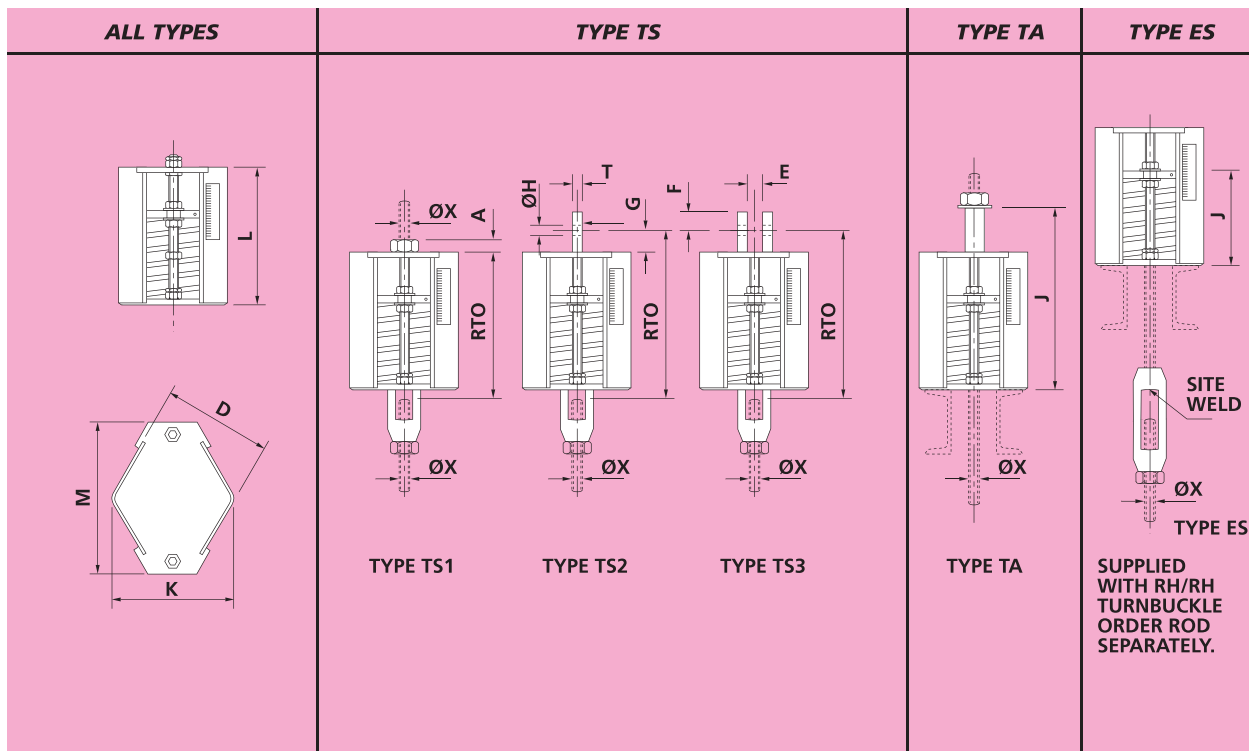 ALL TYPES
TYPE TS
TYPE TA
TYPE ES
L
D
M
K
ØX
A
RTO
ØX
TYPE TS1
ØH
T
G
RTO
ØX
TYPE TS2
F
E
RTO
ØX
TYPE TS3
J
ØX
TYPE TA
J
SITE
WELD
ØX
TYPE ES
SUPPLIED
WITH RH/RH
TURNBUCKLE
ORDER ROD
SEPARATELY.